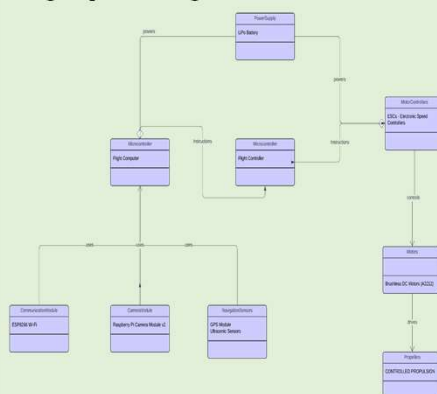 PowerSupply
LiPo Battery
powers
powers
MotorControllers
ESCs - Electronic Speed
Controllers
Microcontroller
Flight Computer
instructions
Microcontroller
Flight Controller
instructions
controls
Motors
Brushless DC Motors (A2212)
uses
uses
uses
CommunicationModule
ESP8266 Wi-Fi
CameraModule
Raspberry Pi Camera Module v2
NavigationSensors
GPS Module
Ultrasonic Sensors
drives
Propellers
CONTROLLED PROPULSION